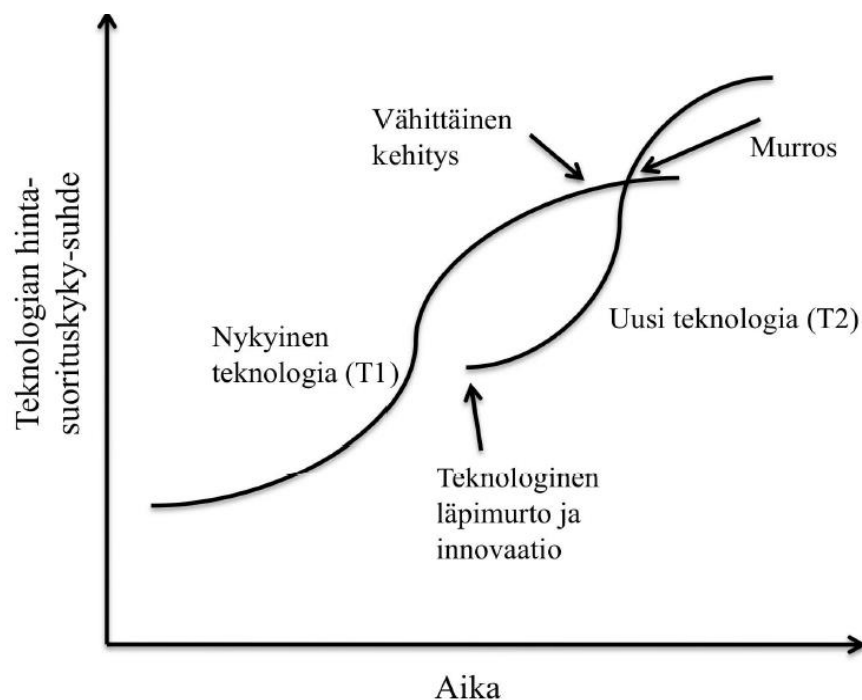 Teknologian hinta-
suorituskyky-suhde
Vähittäinen
kehitys
Murros
Nykyinen
teknologia (T1)
Uusi teknologia (T2)
Teknologinen
läpimurto ja
innovaatio
Aika